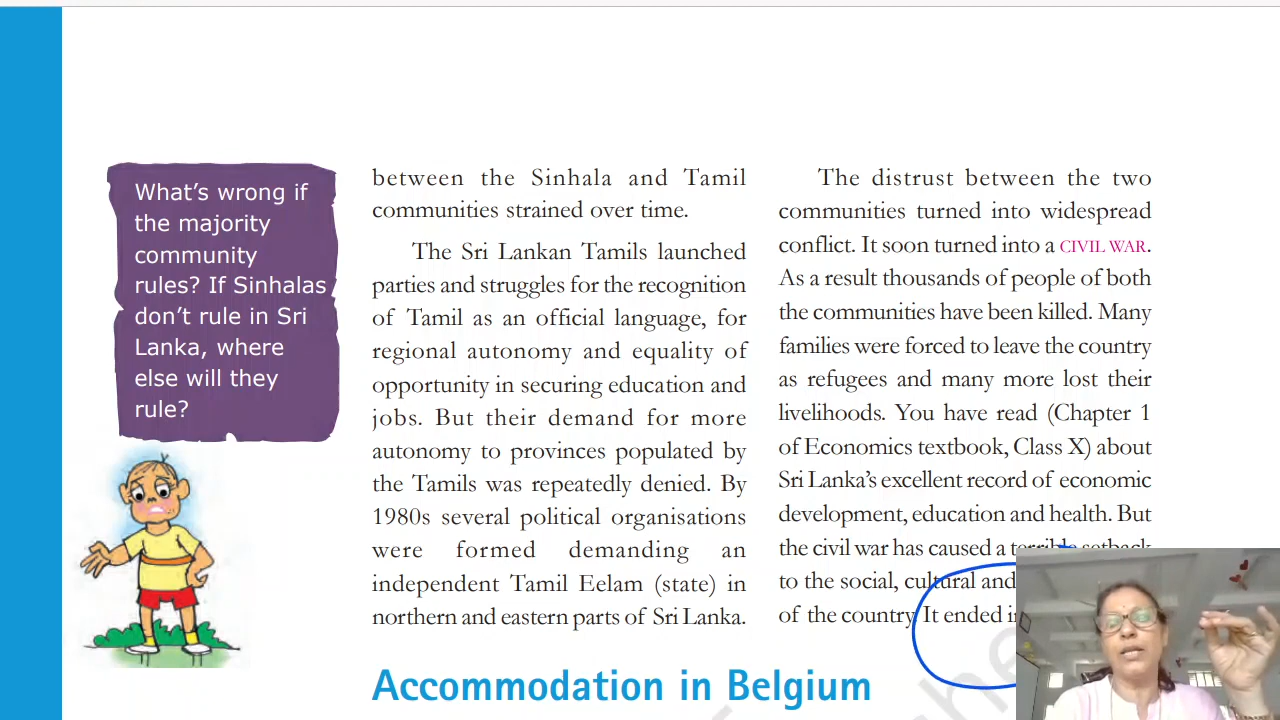 What's wrong if
the majority
community
rules? If Sinhalas
don't rule in Sri
Lanka, where
else will they
rule?
between the Sinhala and Tamil
communities strained over time.
The Sri Lankan Tamils launched
parties and struggles for the recognition
of Tamil as an official language, for
regional autonomy and equality of
opportunity in securing education and
jobs. But their demand for more
autonomy to provinces populated by
the Tamils was repeatedly denied. By
1980s several political organisations
were formed demanding an
independent Tamil Eelam (state) in
northern and eastern parts of Sri Lanka.
The distrust between the two
communities turned into widespread
conflict. It soon turned into a CIVIL WAR.
As a result thousands of people of both
the communities have been killed. Many
families were forced to leave the country
as refugees and many more lost their
livelihoods. You have read (Chapter 1
of Economics textbook, Class X) about
Sri Lanka's excellent record of economic
development, education and health. But
the civil war has caused a terrible setback
to the social, cultural and
of the country. It ended
Accommodation in Belgium